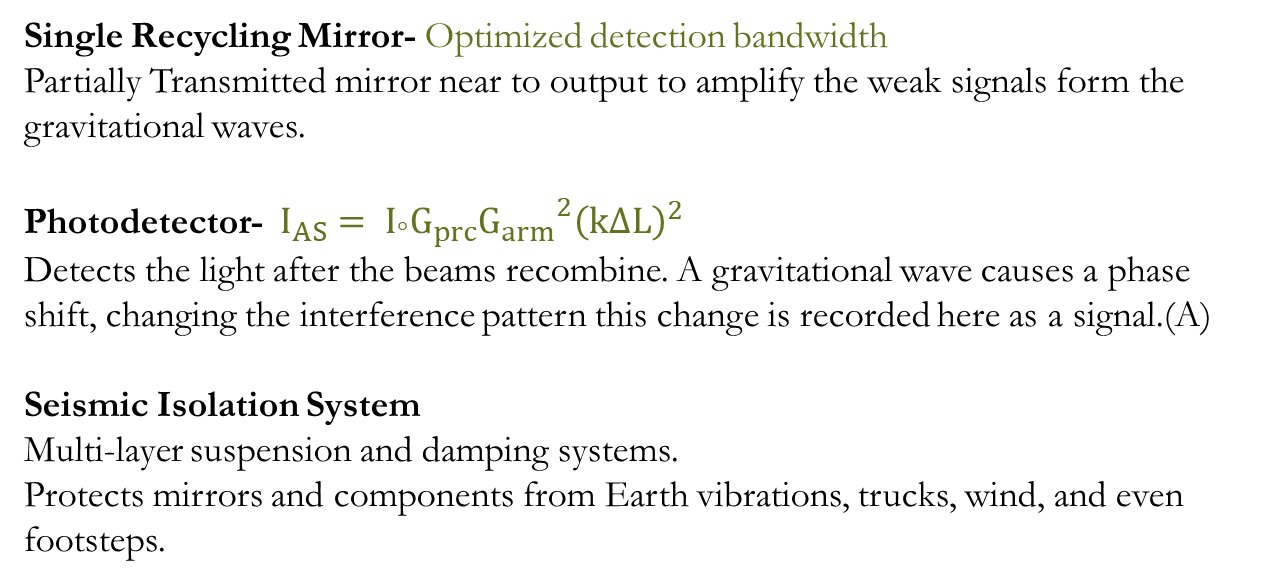 Single Recycling Mirror- Optimized detection bandwidth
Partially Transmitted mirror near to output to amplify the weak signals form the
gravitational waves.
Photodetector- I_AS = I∘G_prcG_arm²(kΔL)²
Detects the light after the beams recombine. A gravitational wave causes a phase
shift, changing the interference pattern this change is recorded here as a signal.(A)
Seismic Isolation System
Multi-layer suspension and damping systems.
Protects mirrors and components from Earth vibrations, trucks, wind, and even
footsteps.